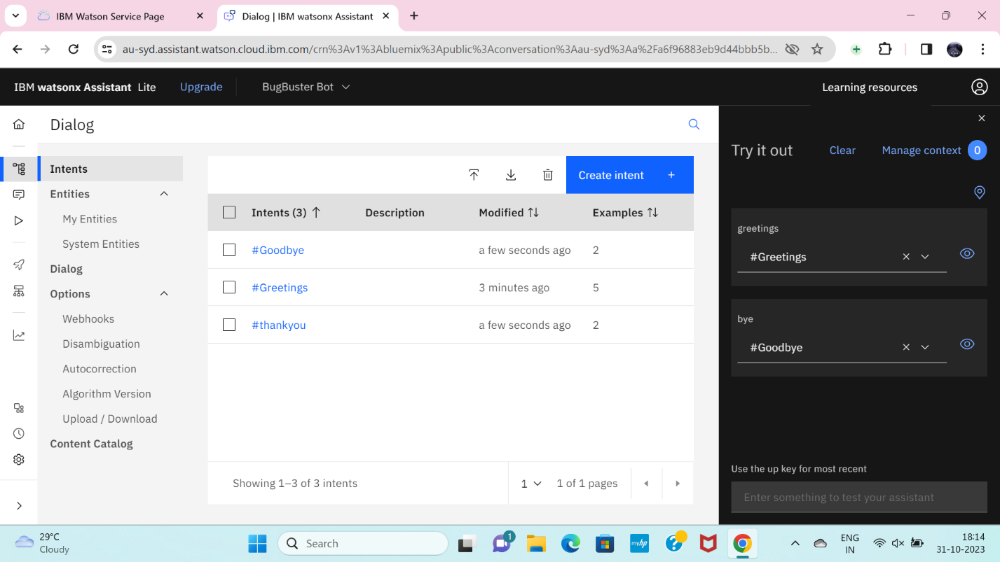 IBM Watson Service Page
Dialog | IBM watsonx Assistant
au-syd.assistant.watson.cloud.ibm.com/crn%3Av1%3Abluemix%3Apublic%3Aconversation%3Aau-syd%3Aa%2Fa6f96883eb9d44bbb5b...
IBM watsonx Assistant Lite Upgrade BugBuster Bot Learning resources
Dialog
Intents
Entities
My Entities
System Entities
Dialog
Options
Webhooks
Disambiguation
Autocorrection
Algorithm Version
Upload / Download
Content Catalog
Create intent +
Intents (3) Description Modified Examples
#Goodbye a few seconds ago 2
#Greetings 3 minutes ago 5
#thankyou a few seconds ago 2
Showing 1–3 of 3 intents 1 1 of 1 pages
Try it out Clear Manage context 0
greetings
#Greetings
bye
#Goodbye
Use the up key for most recent
Enter something to test your assistant
29°C
Cloudy
Search
1
myhp
?
ENG
IN
18:14
31-10-2023